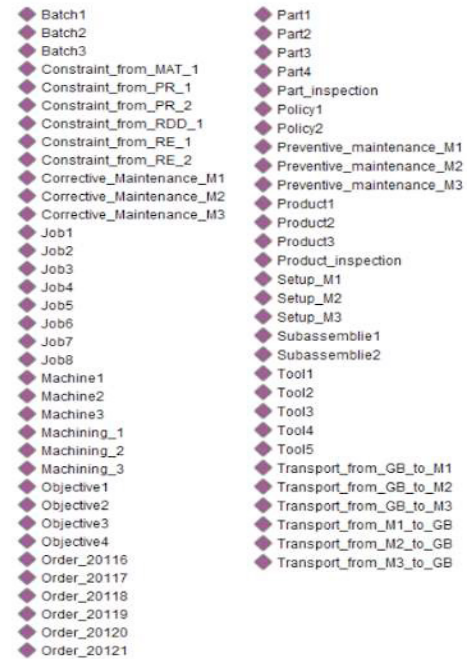 Batch1
Batch2
Batch3
Constraint_from_MAT_1
Constraint_from_PR_1
Constraint_from_PR_2
Constraint_from_RDD_1
Constraint_from_RE_1
Constraint_from_RE_2
Corrective_Maintenance_M1
Corrective_Maintenance_M2
Corrective_Maintenance_M3
Job1
Job2
Job3
Job4
Job5
Job6
Job7
Job8
Machine1
Machine2
Machine3
Machining_1
Machining_2
Machining_3
Objective1
Objective2
Objective3
Objective4
Order_20116
Order_20117
Order_20118
Order_20119
Order_20120
Order_20121
Part1
Part2
Part3
Part4
Part_inspection
Policy1
Policy2
Preventive_maintenance_M1
Preventive_maintenance_M2
Preventive_maintenance_M3
Product1
Product2
Product3
Product_inspection
Setup_M1
Setup_M2
Setup_M3
Subassemblie1
Subassemblie2
Tool1
Tool2
Tool3
Tool4
Tool5
Transport_from_GB_to_M1
Transport_from_GB_to_M2
Transport_from_GB_to_M3
Transport_from_M1_to_GB
Transport_from_M2_to_GB
Transport_from_M3_to_GB